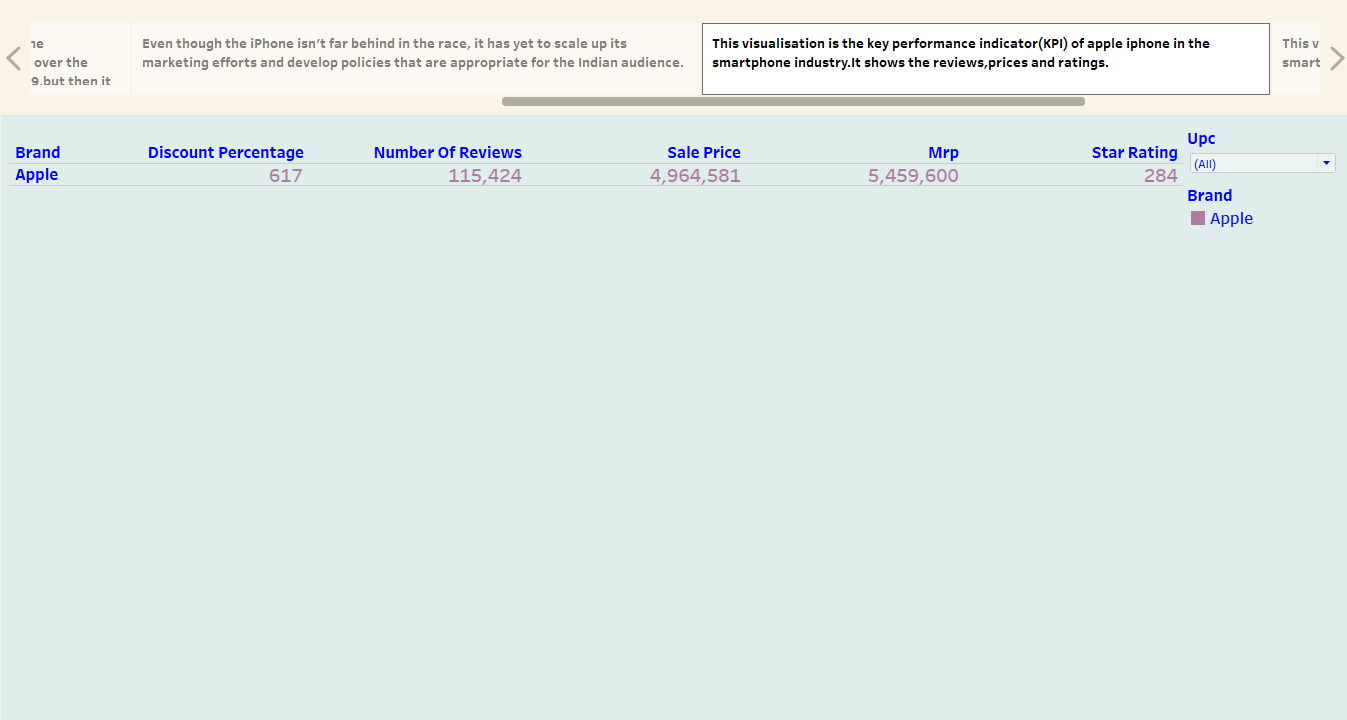 over the
9.but then it
Even though the iPhone isn't far behind in the race, it has yet to scale up its
marketing efforts and develop policies that are appropriate for the Indian audience.
This visualisation is the key performance indicator(KPI) of apple iphone in the
smartphone industry.It shows the reviews,prices and ratings.
This v
smart
Brand Discount Percentage Number Of Reviews Sale Price Mrp Star Rating
Apple 617 115,424 4,964,581 5,459,600 284
Upc
(All)
Brand
Apple